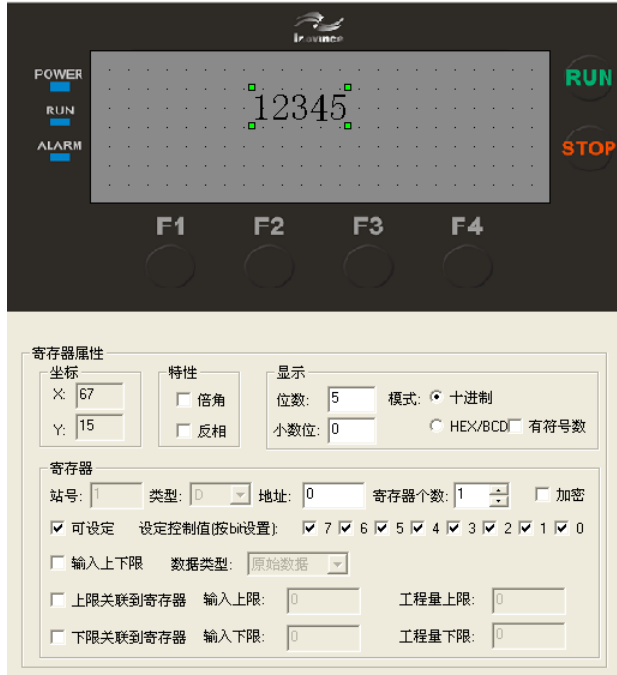 inovance
POWER
RUN
ALARM
12345
RUN
STOP
F1 F2 F3 F4
寄存器属性
坐标 特性 显示
X: 67 倍角 位数: 5 模式: 十进制
Y: 15 反相 小数位: 0 HEX/BCD 有符号数
寄存器
站号: 1 类型: D 地址: 0 寄存器个数: 1 加密
可设定 设定控制值(按bit设置): 7 6 5 4 3 2 1 0
输入上下限 数据类型: 原始数据
上限关联到寄存器 输入上限: 0 工程量上限: 0
下限关联到寄存器 输入下限: 0 工程量下限: 0